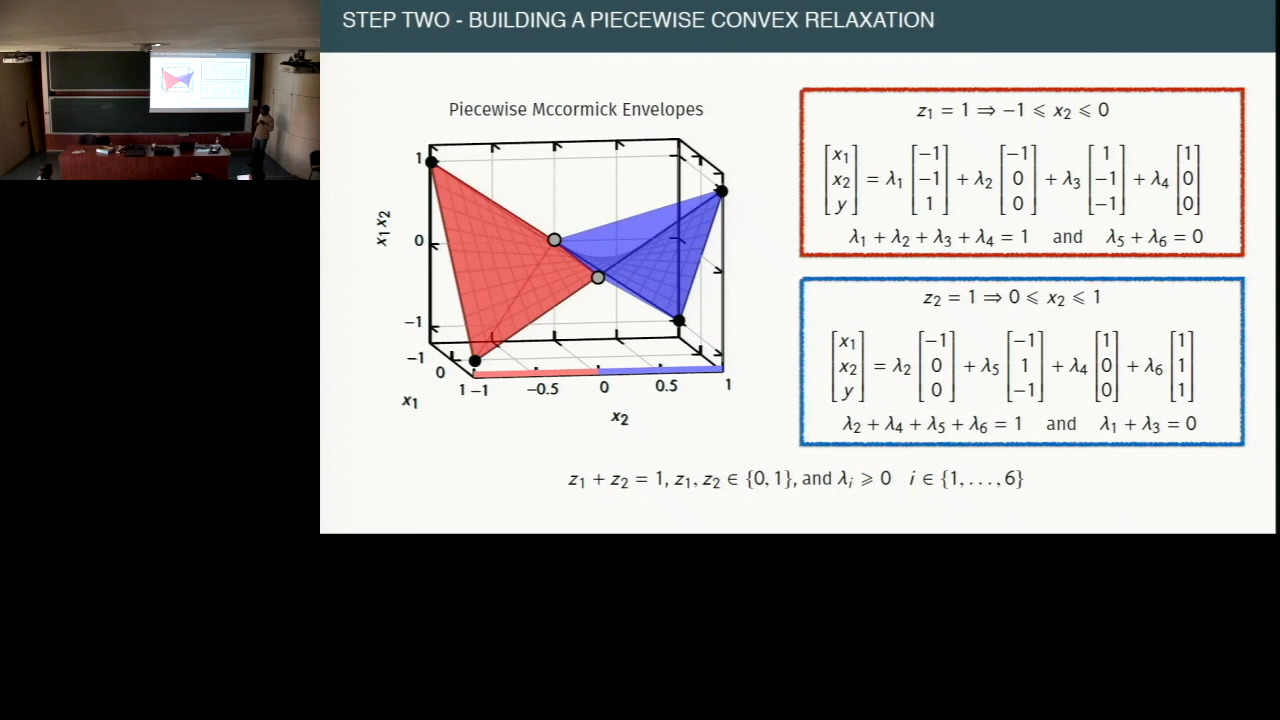 STEP TWO - BUILDING A PIECEWISE CONVEX RELAXATION
Piecewise Mccormick Envelopes
x₁ x₂
1
0
−1
−1
0
1
x₁
−1
−0.5
0
0.5
1
x₂
z₁ = 1 ⇒ −1 ⩽ x₂ ⩽ 0
[x₁ x₂ y] = λ₁ [−1 −1 1] + λ₂ [−1 0 0] + λ₃ [1 −1 −1] + λ₄ [1 0 0]
λ₁ + λ₂ + λ₃ + λ₄ = 1 and λ₅ + λ₆ = 0
z₂ = 1 ⇒ 0 ⩽ x₂ ⩽ 1
[x₁ x₂ y] = λ₂ [−1 0 0] + λ₅ [−1 1 −1] + λ₄ [1 0 0] + λ₆ [1 1 1]
λ₂ + λ₄ + λ₅ + λ₆ = 1 and λ₁ + λ₃ = 0
z₁ + z₂ = 1, z₁, z₂ ∈ {0, 1}, and λᵢ ⩾ 0 i ∈ {1, . . . , 6}